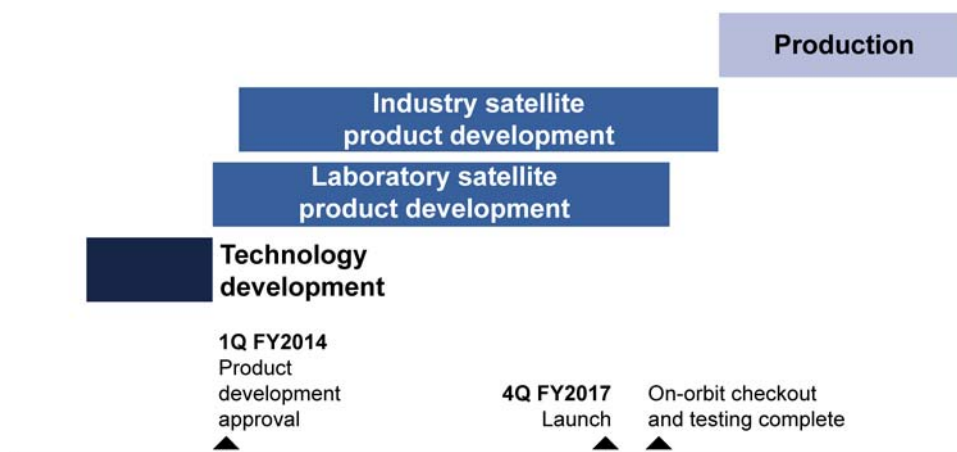 Production
Industry satellite
product development
Laboratory satellite
product development
Technology
development
1Q FY2014
Product
development
approval
4Q FY2017
Launch
On-orbit checkout
and testing complete